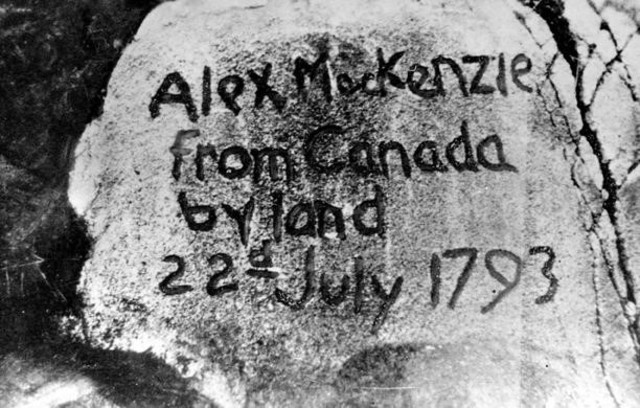 Alex MacKenzie
from Canada
by land
22d July 1793